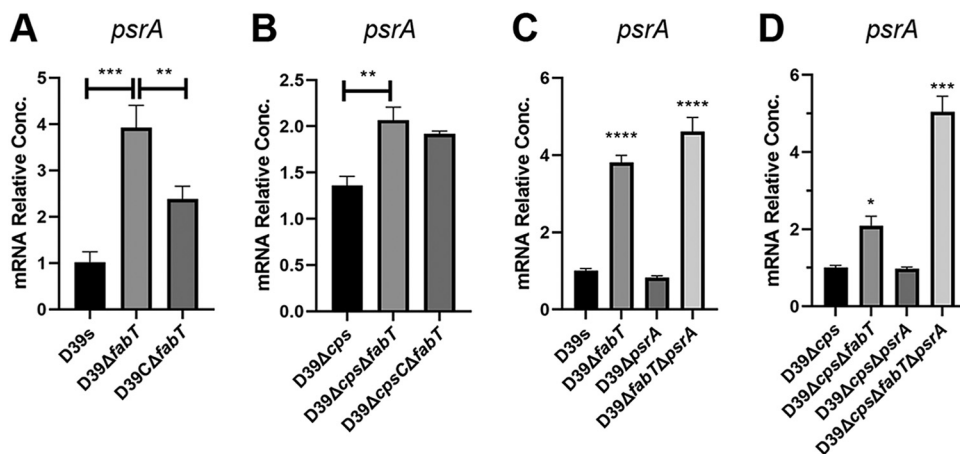 A
psrA
mRNA Relative Conc.
5
4
3
2
1
0
***
**
D39s
D39ΔfabT
D39CΔfabT
B
psrA
mRNA Relative Conc.
2.5
2.0
1.5
1.0
0.5
0.0
**
D39Δcps
D39ΔcpsΔfabT
D39ΔcpsCΔfabT
C
psrA
mRNA Relative Conc.
6
4
2
0
****
****
D39s
D39ΔfabT
D39ΔpsrA
D39ΔfabTΔpsrA
D
psrA
mRNA Relative Conc.
6
4
2
0
*
***
D39Δcps
D39ΔcpsΔfabT
D39ΔcpsΔpsrA
D39ΔcpsΔfabTΔpsrA